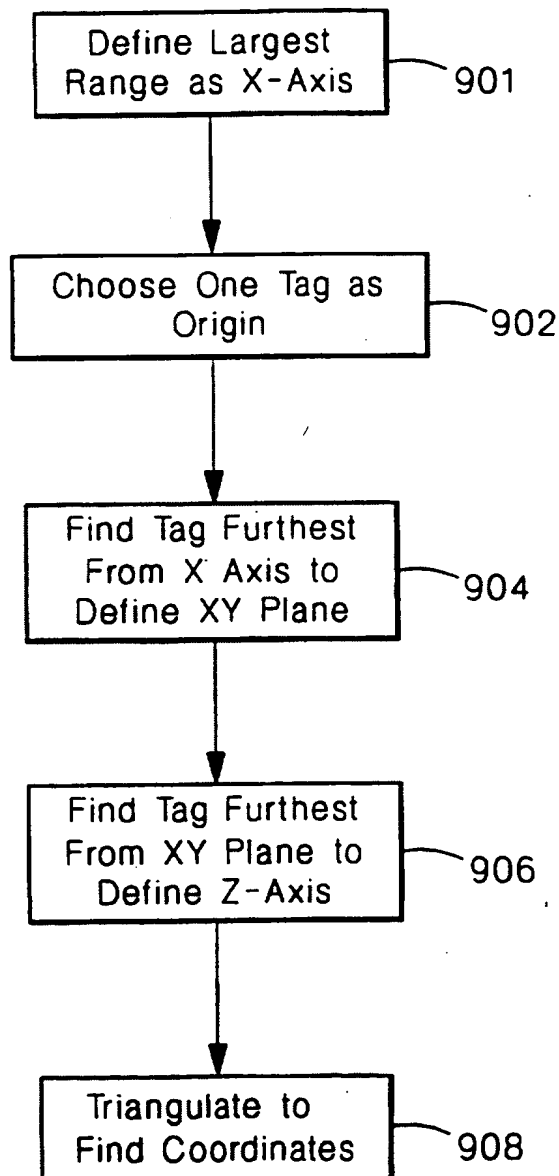 Define Largest
Range as X-Axis
901
Choose One Tag as
Origin
902
Find Tag Furthest
From X Axis to
Define XY Plane
904
Find Tag Furthest
From XY Plane to
Define Z-Axis
906
Triangulate to
Find Coordinates
908